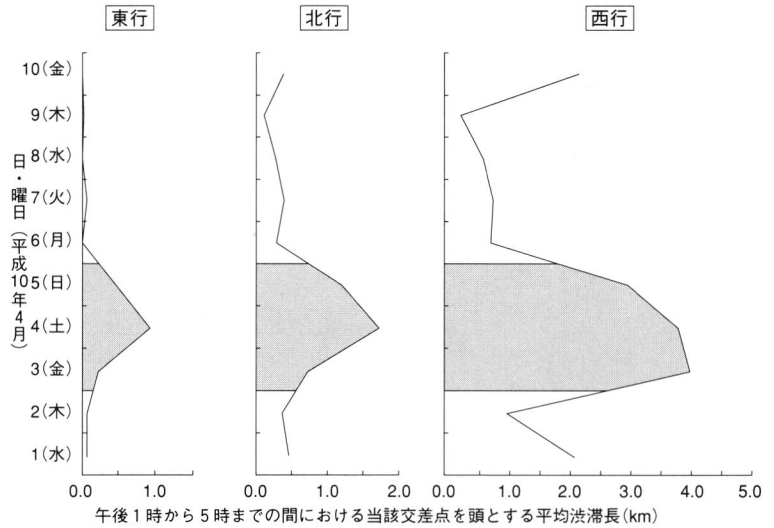 東行
北行
西行
10(金)
9(木)
8(水)
7(火)
6(月)
5(日)
4(土)
3(金)
2(木)
1(水)
日・曜日(平成10年4月)
0.0 1.0
0.0 1.0 2.0
0.0 1.0 2.0 3.0 4.0 5.0
午後1時から5時までの間における当該交差点を頭とする平均渋滞長(km)